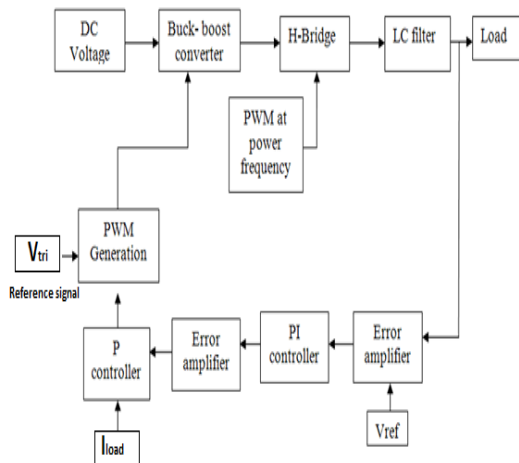 DC
Voltage
Buck- boost
converter
H-Bridge
LC filter
Load
PWM at
power
frequency
PWM
Generation
Vtri
Reference signal
P
controller
Error
amplifier
PI
controller
Error
amplifier
Iload
Vref